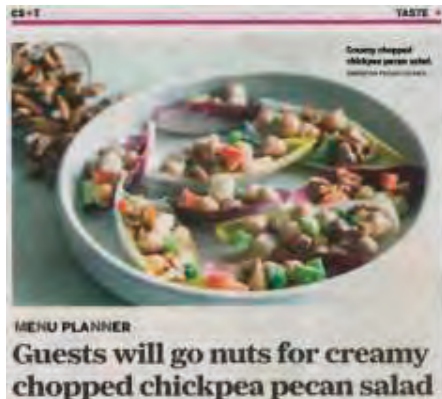 TASTE
Creamy chopped
chickpea pecan salad.
MENU PLANNER
Guests will go nuts for creamy
chopped chickpea pecan salad